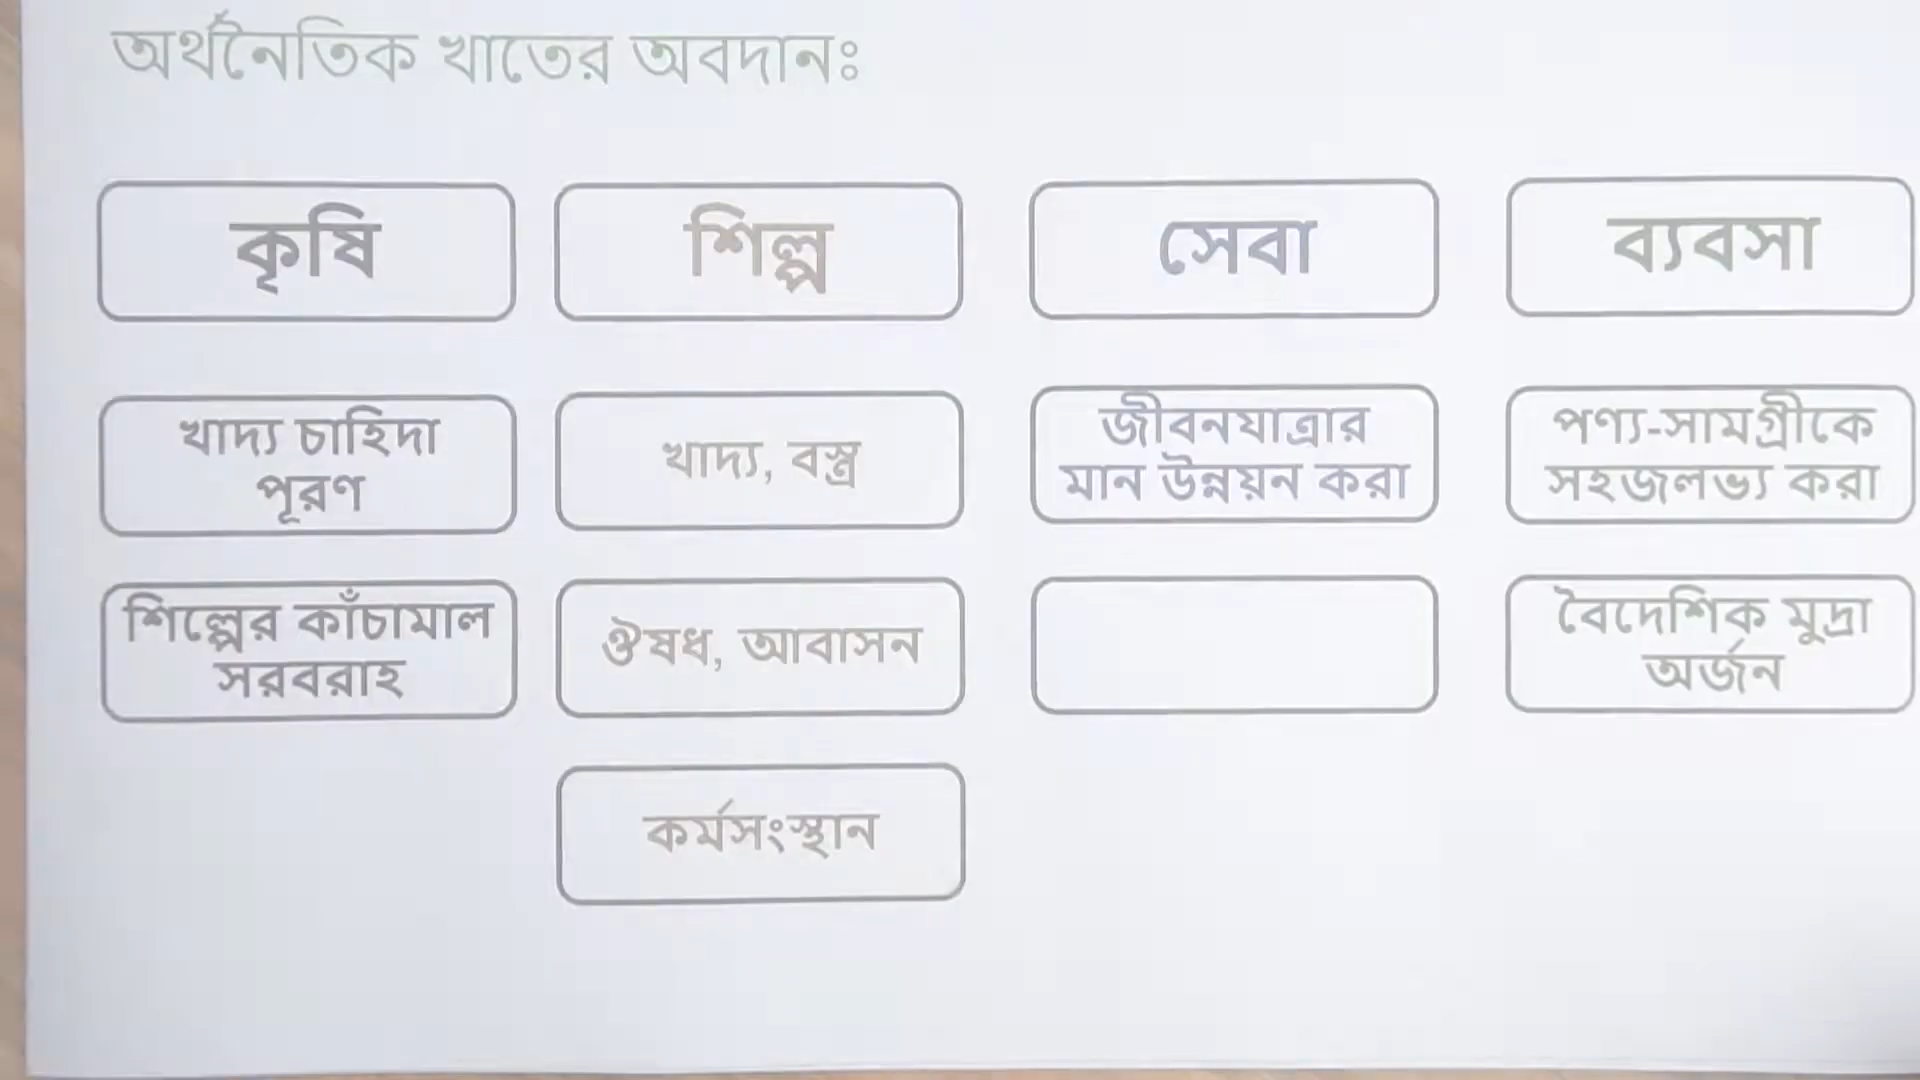 অর্থনৈতিক খাতের অবদানঃ
কৃষি
শিল্প
সেবা
ব্যবসা
খাদ্য চাহিদা
পূরণ
খাদ্য, বস্ত্র
জীবনযাত্রার
মান উন্নয়ন করা
পণ্য-সামগ্রীকে
সহজলভ্য করা
শিল্পের কাঁচামাল
সরবরাহ
ঔষধ, আবাসন
বৈদেশিক মুদ্রা
অর্জন
কর্মসংস্থান